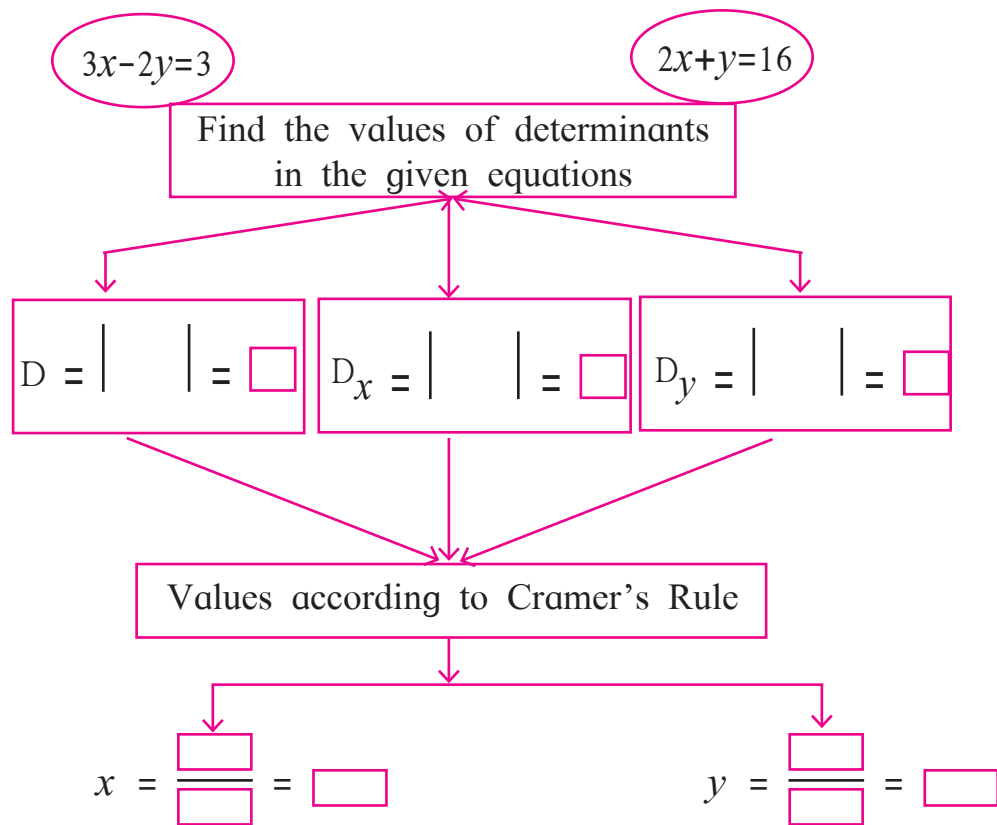 3x-2y=3
2x+y=16
Find the values of determinants
in the given equations
D = | | =
Dx = | | =
Dy = | | =
Values according to Cramer's Rule
x = =
y = =